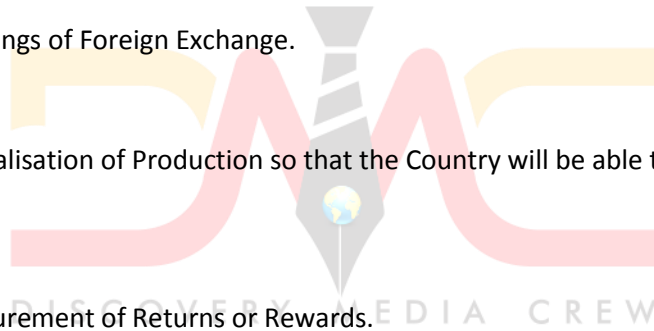 ngs of Foreign Exchange.
alisation of Production so that the Country will be able t
urement of Returns or Rewards.
DMC
DISCOVERY MEDIA CREW